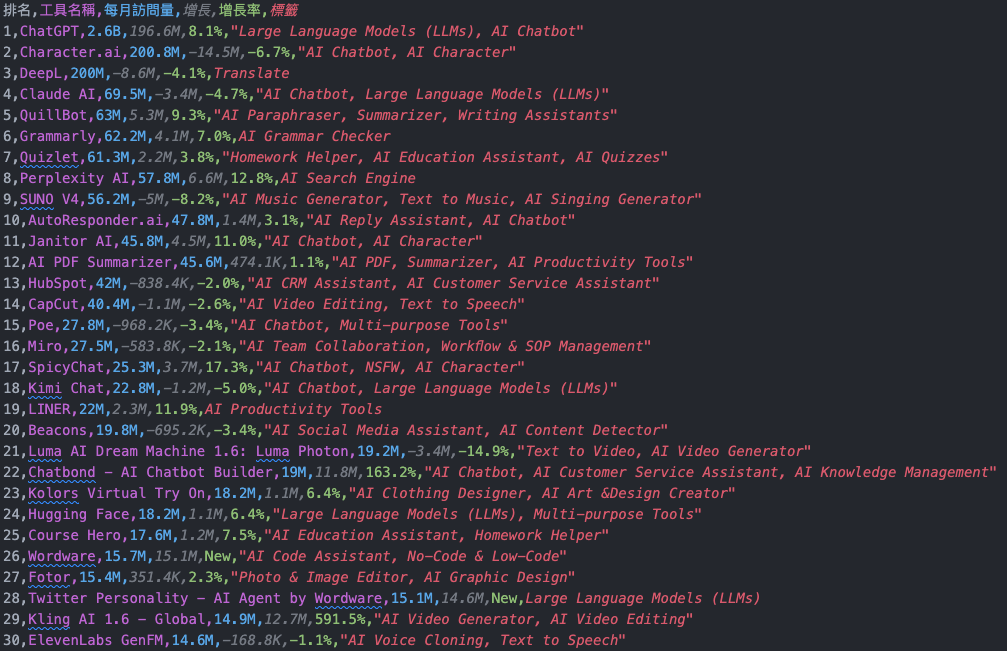 排名,工具名稱,每月訪問量,增長,增長率,標籤
1,ChatGPT,2.6B,196.6M,8.1%,"Large Language Models (LLMs), AI Chatbot"
2,Character.ai,200.8M,-14.5M,-6.7%,"AI Chatbot, AI Character"
3,DeepL,200M,-8.6M,-4.1%,Translate
4,Claude AI,69.5M,-3.4M,-4.7%,"AI Chatbot, Large Language Models (LLMs)"
5,QuillBot,63M,5.3M,9.3%,"AI Paraphraser, Summarizer, Writing Assistants"
6,Grammarly,62.2M,4.1M,7.0%,AI Grammar Checker
7,Quizlet,61.3M,2.2M,3.8%,"Homework Helper, AI Education Assistant, AI Quizzes"
8,Perplexity AI,57.8M,6.6M,12.8%,AI Search Engine
9,SUNO V4,56.2M,-5M,-8.2%,"AI Music Generator, Text to Music, AI Singing Generator"
10,AutoResponder.ai,47.8M,1.4M,3.1%,"AI Reply Assistant, AI Chatbot"
11,Janitor AI,45.8M,4.5M,11.0%,"AI Chatbot, AI Character"
12,AI PDF Summarizer,45.6M,474.1K,1.1%,"AI PDF, Summarizer, AI Productivity Tools"
13,HubSpot,42M,-838.4K,-2.0%,"AI CRM Assistant, AI Customer Service Assistant"
14,CapCut,40.4M,-1.1M,-2.6%,"AI Video Editing, Text to Speech"
15,Poe,27.8M,-968.2K,-3.4%,"AI Chatbot, Multi-purpose Tools"
16,Miro,27.5M,-583.8K,-2.1%,"AI Team Collaboration, Workflow & SOP Management"
17,SpicyChat,25.3M,3.7M,17.3%,"AI Chatbot, NSFW, AI Character"
18,Kimi Chat,22.8M,-1.2M,-5.0%,"AI Chatbot, Large Language Models (LLMs)"
19,LINER,22M,2.3M,11.9%,AI Productivity Tools
20,Beacons,19.8M,-695.2K,-3.4%,"AI Social Media Assistant, AI Content Detector"
21,Luma AI Dream Machine 1.6: Luma Photon,19.2M,-3.4M,-14.9%,"Text to Video, AI Video Generator"
22,Chatbond - AI Chatbot Builder,19M,11.8M,163.2%,"AI Chatbot, AI Customer Service Assistant, AI Knowledge Management"
23,Kolors Virtual Try On,18.2M,1.1M,6.4%,"AI Clothing Designer, AI Art &Design Creator"
24,Hugging Face,18.2M,1.1M,6.4%,"Large Language Models (LLMs), Multi-purpose Tools"
25,Course Hero,17.6M,1.2M,7.5%,"AI Education Assistant, Homework Helper"
26,Wordware,15.7M,15.1M,New,"AI Code Assistant, No-Code & Low-Code"
27,Fotor,15.4M,351.4K,2.3%,"Photo & Image Editor, AI Graphic Design"
28,Twitter Personality - AI Agent by Wordware,15.1M,14.6M,New,Large Language Models (LLMs)
29,Kling AI 1.6 - Global,14.9M,12.7M,591.5%,"AI Video Generator, AI Video Editing"
30,ElevenLabs GenFM,14.6M,-168.8K,-1.1%,"AI Voice Cloning, Text to Speech"